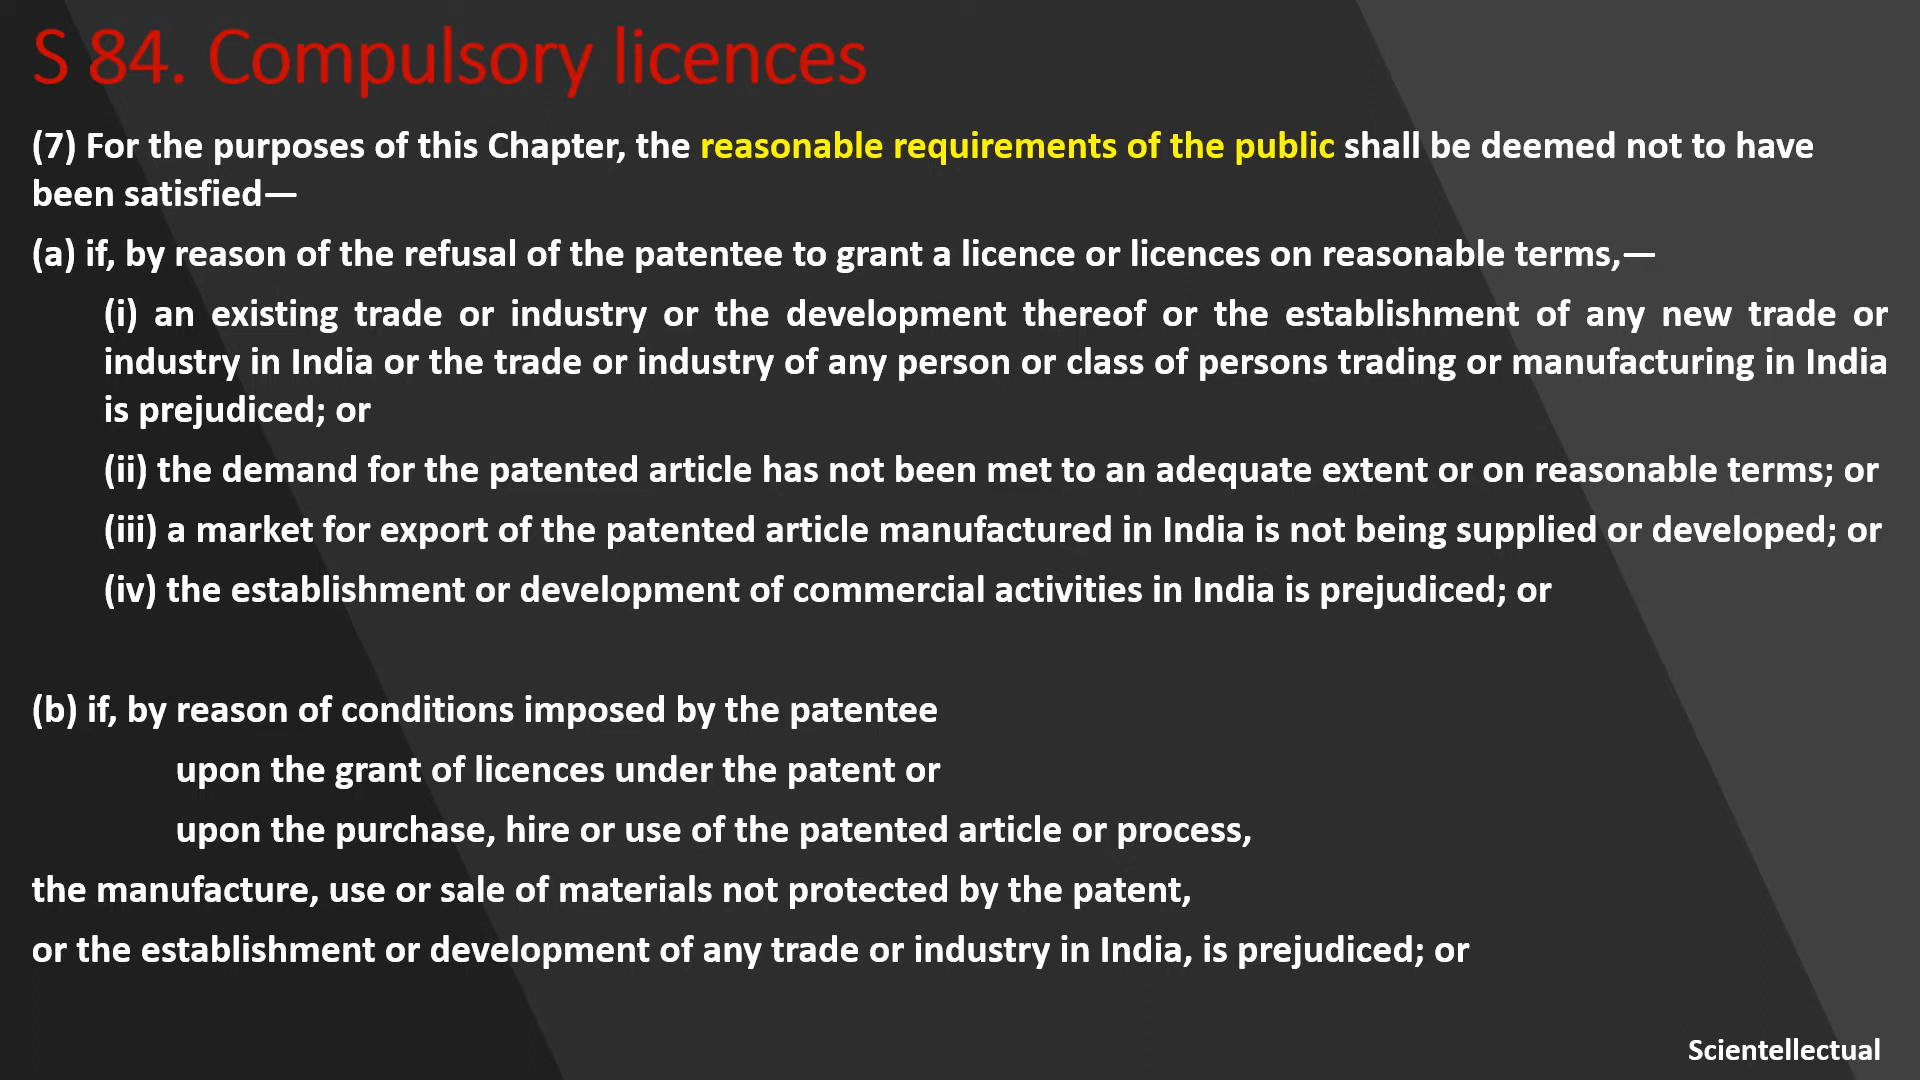 S 84. Compulsory licences
(7) For the purposes of this Chapter, the reasonable requirements of the public shall be deemed not to have
been satisfied—
(a) if, by reason of the refusal of the patentee to grant a licence or licences on reasonable terms,—
(i) an existing trade or industry or the development thereof or the establishment of any new trade or
industry in India or the trade or industry of any person or class of persons trading or manufacturing in India
is prejudiced; or
(ii) the demand for the patented article has not been met to an adequate extent or on reasonable terms; or
(iii) a market for export of the patented article manufactured in India is not being supplied or developed; or
(iv) the establishment or development of commercial activities in India is prejudiced; or
(b) if, by reason of conditions imposed by the patentee
upon the grant of licences under the patent or
upon the purchase, hire or use of the patented article or process,
the manufacture, use or sale of materials not protected by the patent,
or the establishment or development of any trade or industry in India, is prejudiced; or
Scientellectual